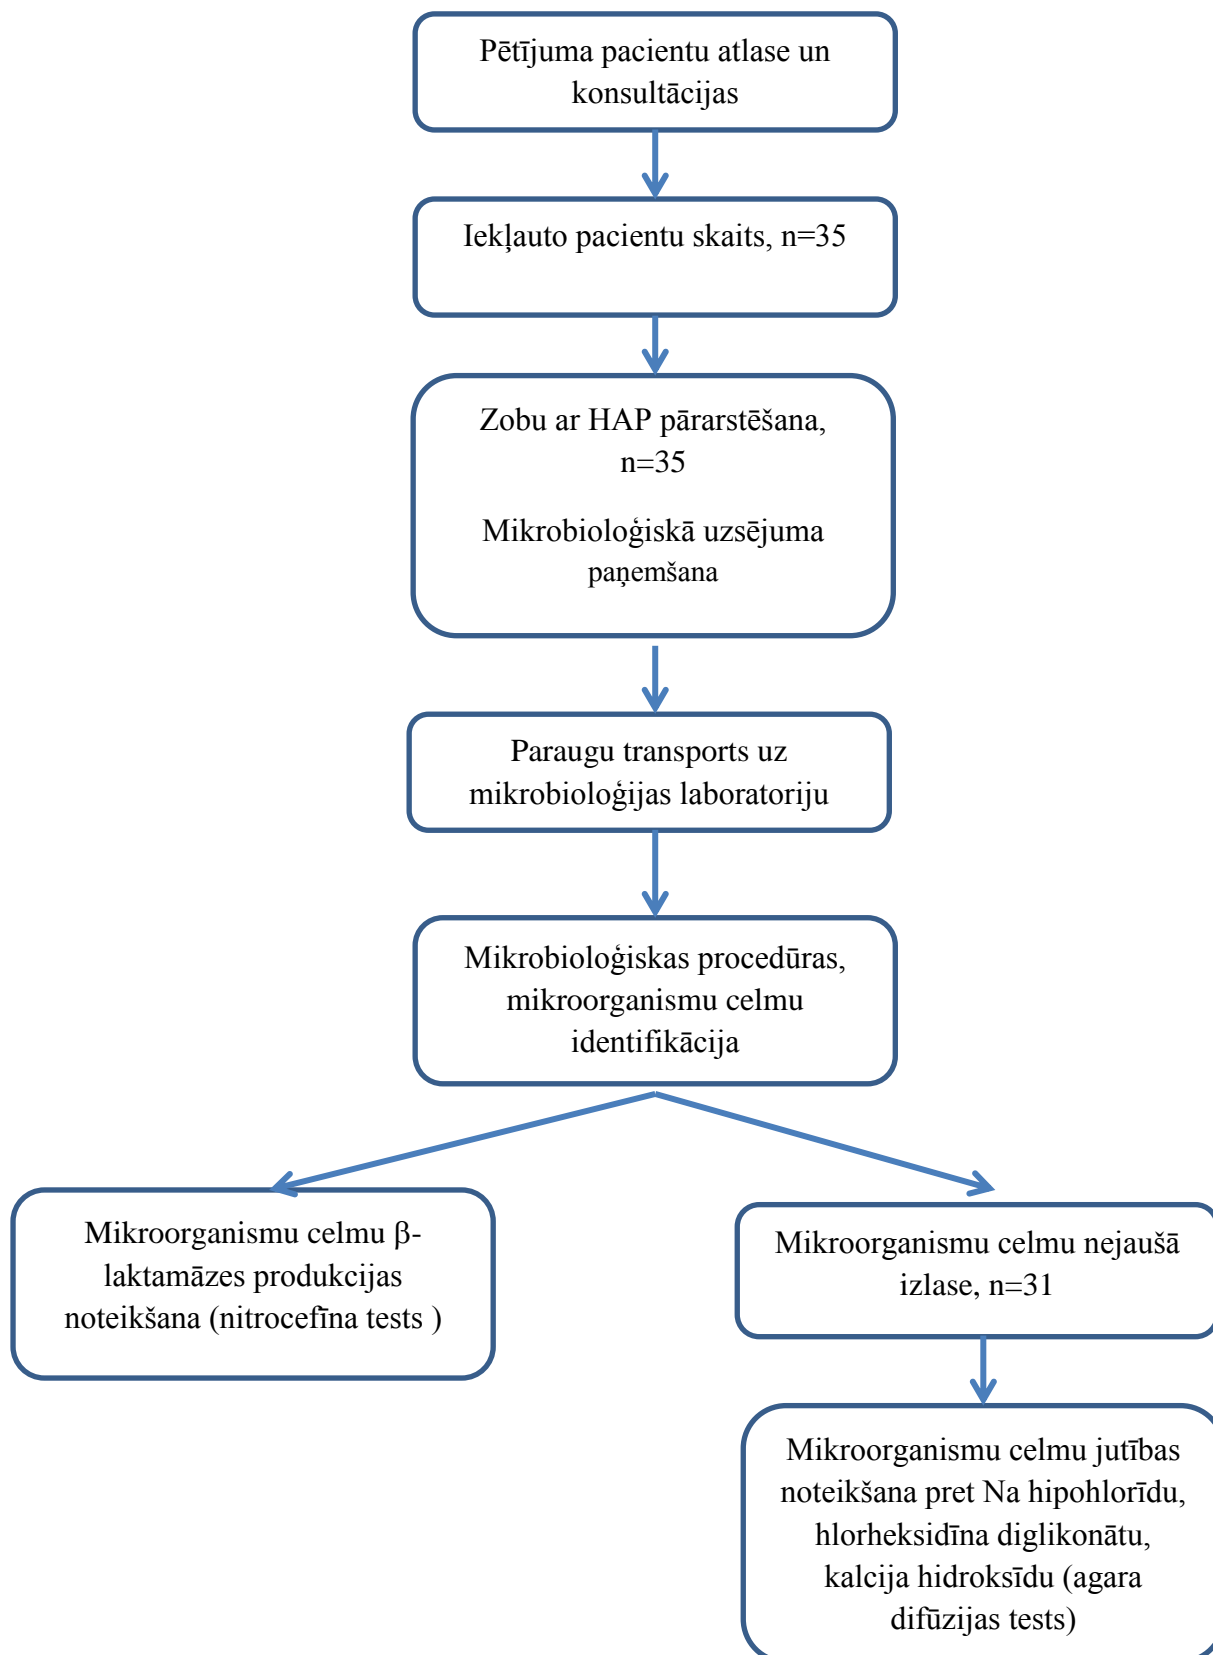 Pētījuma pacientu atlase un
konsultācijas
Iekļauto pacientu skaits, n=35
Zobu ar HAP pārarstēšana,
n=35
Mikrobioloģiskā uzsējuma
paņemšana
Paraugu transports uz
mikrobioloģijas laboratoriju
Mikrobioloģiskas procedūras,
mikroorganismu celmu
identifikācija
Mikroorganismu celmu β-
laktamāzes produkcijas
noteikšana (nitrocefīna tests )
Mikroorganismu celmu nejaušā
izlase, n=31
Mikroorganismu celmu jutības
noteikšana pret Na hipohlorīdu,
hlorheksidīna diglikonātu,
kalcija hidroksīdu (agara
difūzijas tests)